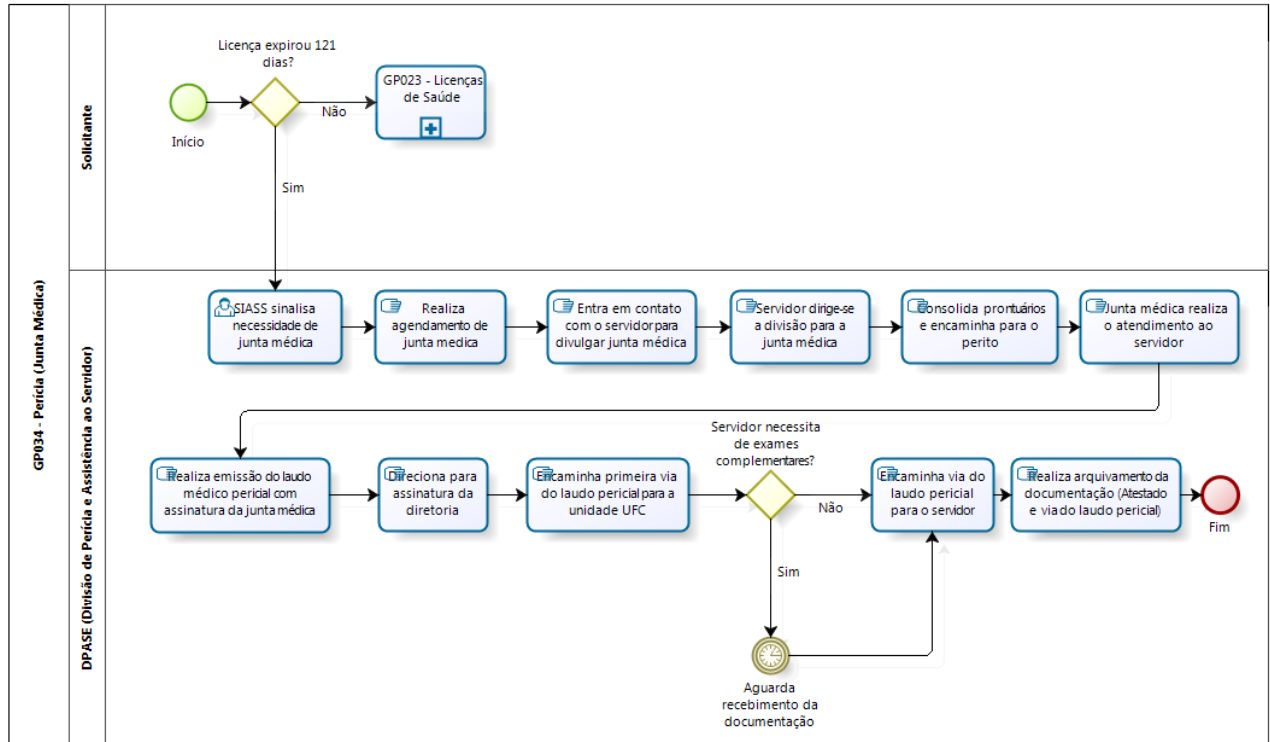 GP034 - Perícia (Junta Médica)
Solicitante
Licença expirou 121
dias?
Início
Não
GP023 - Licenças
de Saúde
Sim
DPASE (Divisão de Perícia e Assistência ao Servidor)
SIASS sinalisa
necessidade de
junta médica
Realiza
agendamento de
junta medica
Entra em contato
com o servidor para
divulgar junta médica
Servidor dirige-se
a divisão para a
junta médica
Consolida prontuários
e encaminha para o
perito
Junta médica realiza
o atendimento ao
servidor
Realiza emissão do laudo
médico pericial com
assinatura da junta médica
Direciona para
assinatura da
diretoria
Encaminha primeira via
do laudo pericial para a
unidade UFC
Servidor necessita
de exames
complementares?
Não
Sim
Aguarda
recebimento da
documentação
Encaminha via do
laudo pericial
para o servidor
Realiza arquivamento da
documentação (Atestado
e via do laudo pericial)
Fim